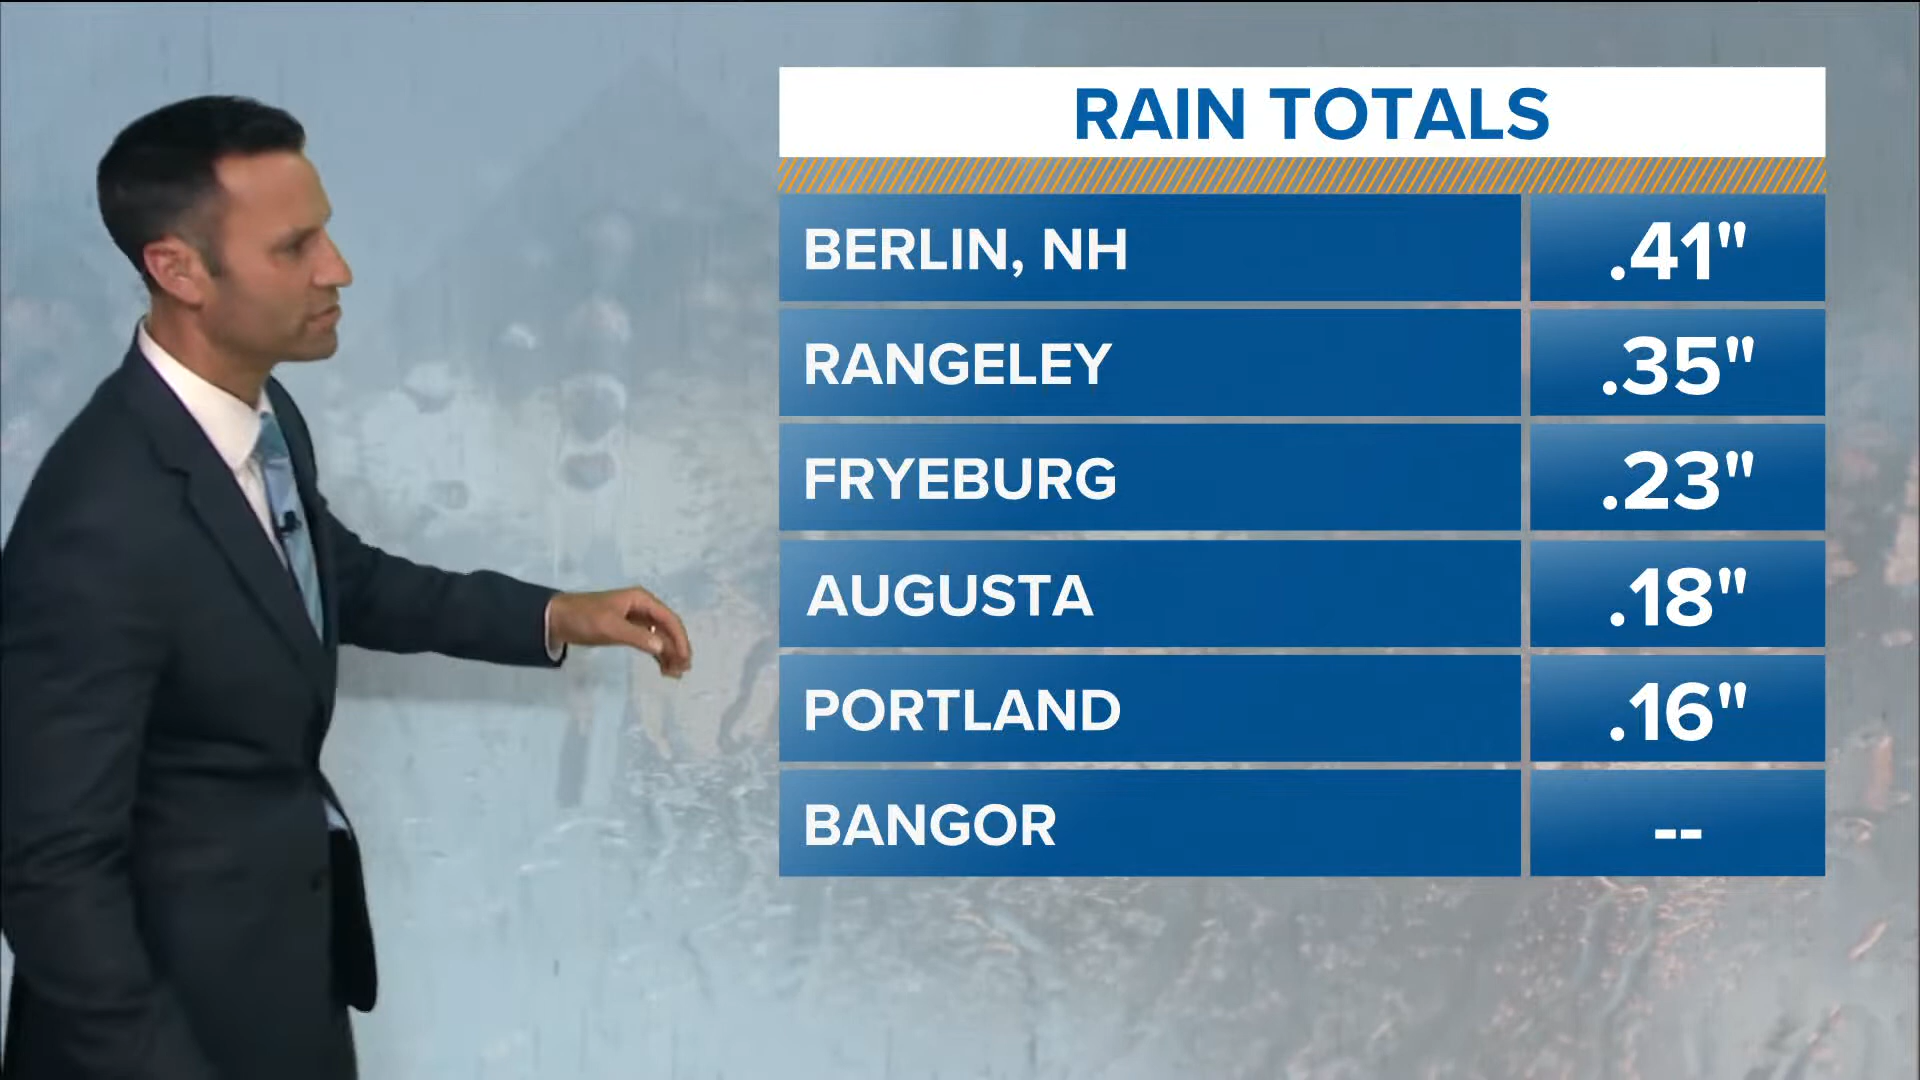 RAIN TOTALS
BERLIN, NH .41"
RANGELEY .35"
FRYEBURG .23"
AUGUSTA .18"
PORTLAND .16"
BANGOR --